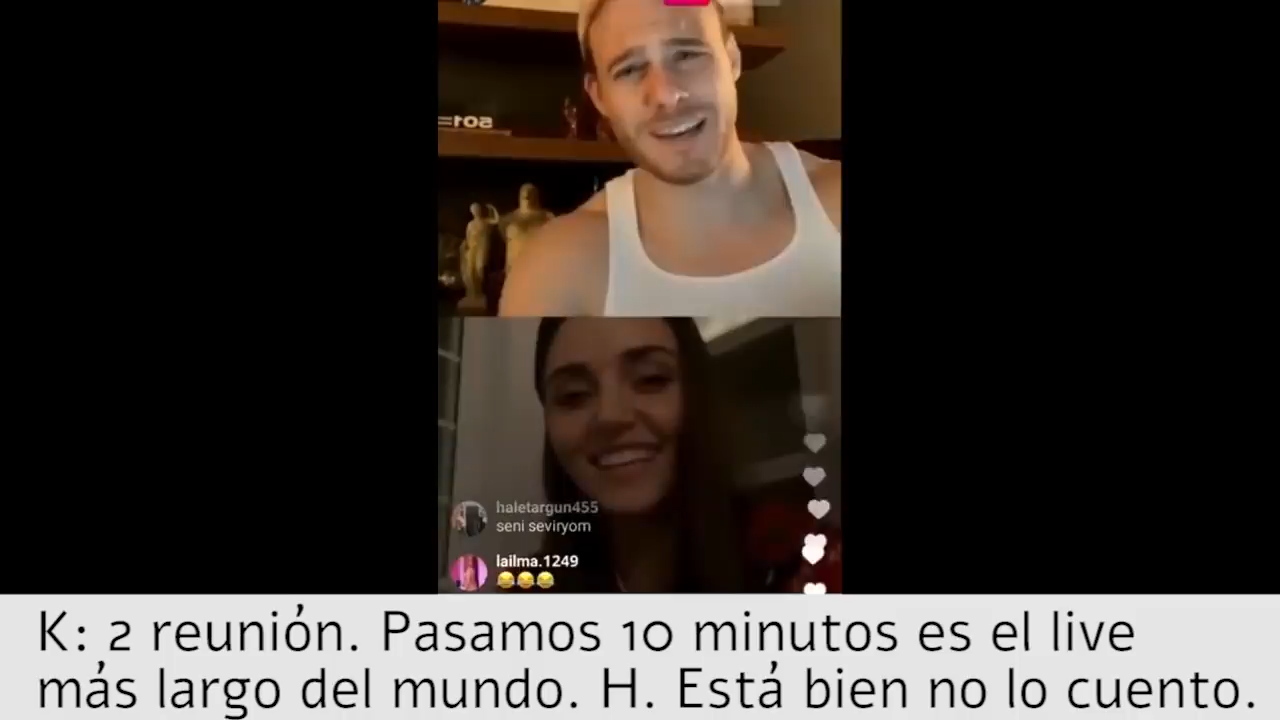 501=
haletargun455
seni seviryom
lailma.1249
😂😂😂
K: 2 reunión. Pasamos 10 minutos es el live
más largo del mundo. H. Está bien no lo cuento.